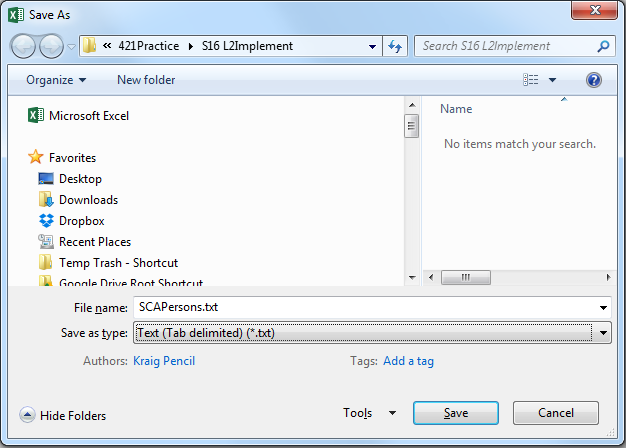 Save As
« 421Practice ▸ S16 L2Implement
Search S16 L2Implement
Organize
New folder
Microsoft Excel
Favorites
Desktop
Downloads
Dropbox
Recent Places
Temp Trash - Shortcut
Google Drive Root Shortcut
Name
No items match your search.
File name: SCAPersons.txt
Save as type: Text (Tab delimited) (*.txt)
Authors: Kraig Pencil
Tags: Add a tag
Hide Folders
Tools
Save
Cancel